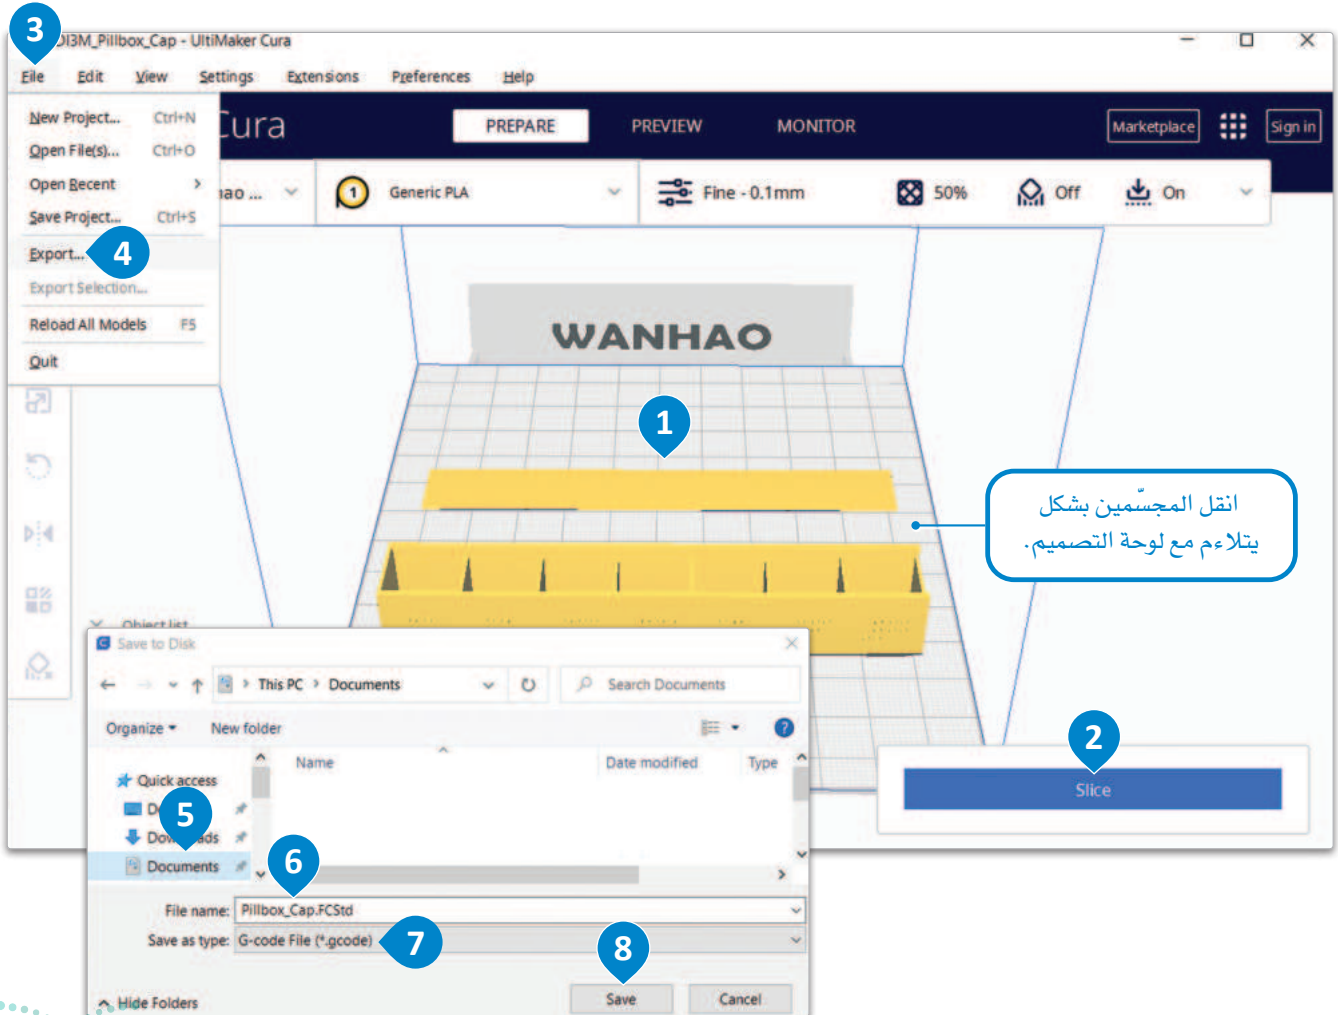 3
DI3M_Pillbox_Cap - UltiMaker Cura
File Edit View Settings Extensions Preferences Help
New Project... Ctrl+N
Open File(s)... Ctrl+O
Open Recent
Save Project... Ctrl+S
Export... 4
Export Selection...
Reload All Models F5
Quit
Cura
PREPARE PREVIEW MONITOR
Marketplace Sign in
1 Generic PLA
Fine - 0.1mm 50% Off On
WANHAO
1
انقل المجسّمين بشكل
يتلاءم مع لوحة التصميم.
2
Slice
Object list
Save to Disk
This PC Documents Search Documents
Organize New folder
Name Date modified Type
Quick access
5
Documents
6
File name: Pillbox_Cap.FCStd
Save as type: G-code File (*.gcode) 7
8
Hide Folders Save Cancel